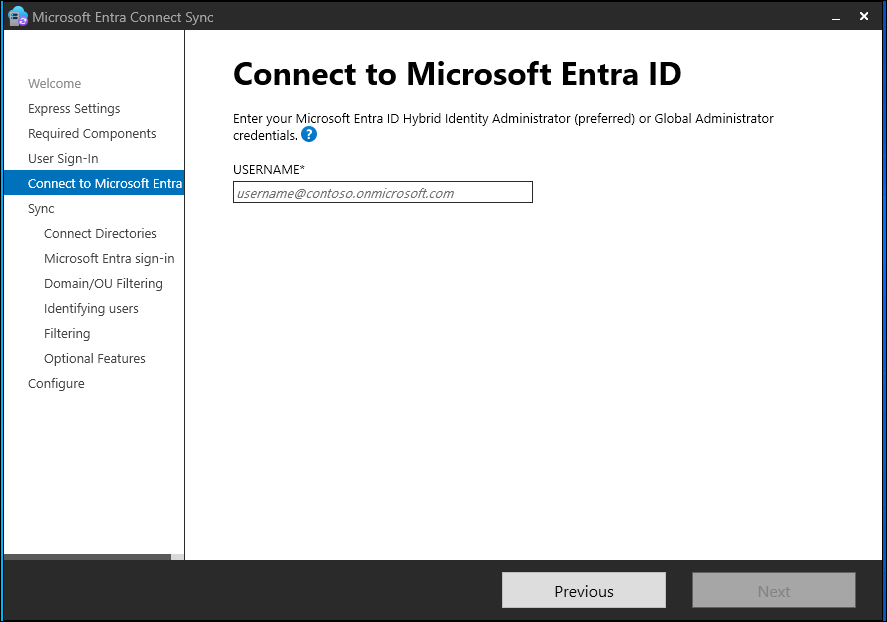 Microsoft Entra Connect Sync
Welcome
Express Settings
Required Components
User Sign-In
Connect to Microsoft Entra
Sync
Connect Directories
Microsoft Entra sign-in
Domain/OU Filtering
Identifying users
Filtering
Optional Features
Configure
Connect to Microsoft Entra ID
Enter your Microsoft Entra ID Hybrid Identity Administrator (preferred) or Global Administrator
credentials. ?
USERNAME*
username@contoso.onmicrosoft.com
Previous
Next